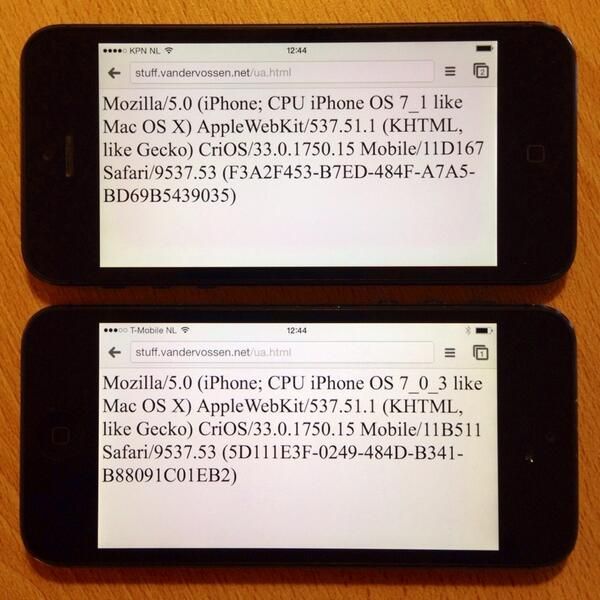 KPN NL 12:44
stuff.vandervossen.net/ua.html 2
Mozilla/5.0 (iPhone; CPU iPhone OS 7_1 like
Mac OS X) AppleWebKit/537.51.1 (KHTML,
like Gecko) CriOS/33.0.1750.15 Mobile/11D167
Safari/9537.53 (F3A2F453-B7ED-484F-A7A5-
BD69B5439035)
T-Mobile NL 12:44
stuff.vandervossen.net/ua.html 1
Mozilla/5.0 (iPhone; CPU iPhone OS 7_0_3 like
Mac OS X) AppleWebKit/537.51.1 (KHTML,
like Gecko) CriOS/33.0.1750.15 Mobile/11B511
Safari/9537.53 (5D111E3F-0249-484D-B341-
B88091C01EB2)